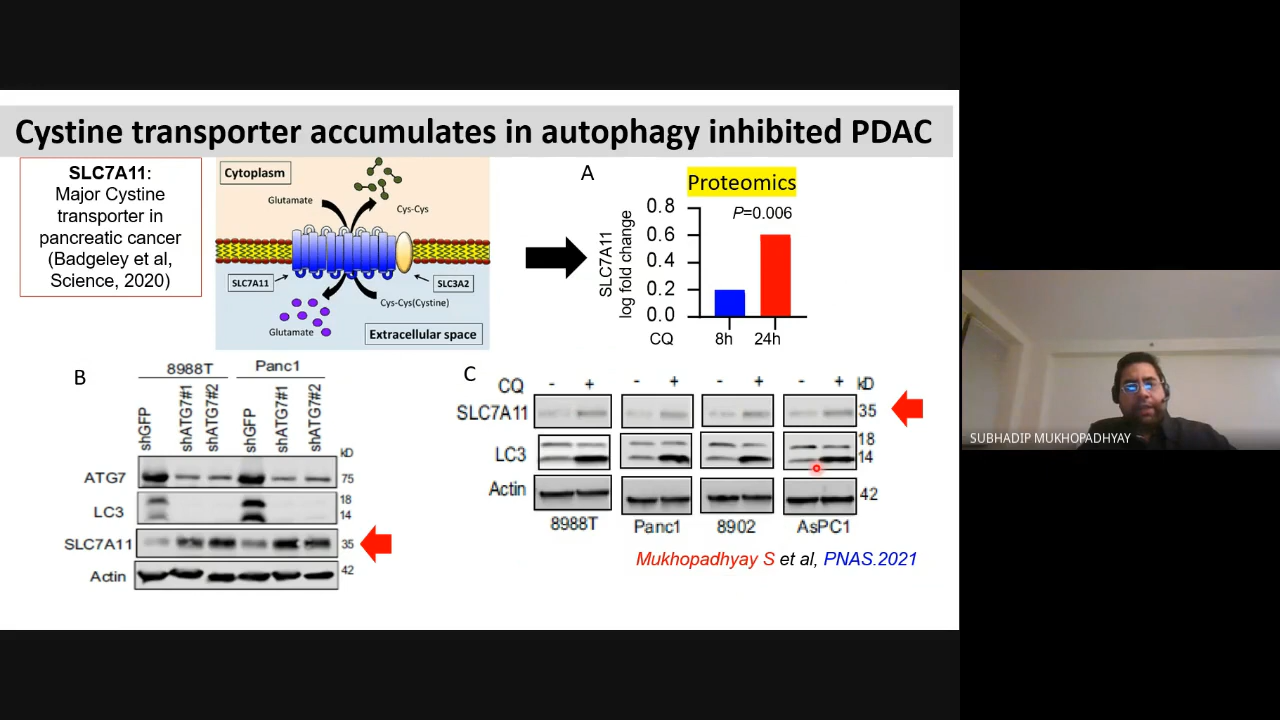 Cystine transporter accumulates in autophagy inhibited PDAC
SLC7A11:
Major Cystine
transporter in
pancreatic cancer
(Badgeley et al,
Science, 2020)
Cytoplasm
Glutamate
Cys-Cys
SLC7A11
SLC3A2
Cys-Cys(Cystine)
Glutamate
Extracellular space
A
Proteomics
P=0.006
SLC7A11
log fold change
0.8
0.6
0.4
0.2
0.0
CQ 8h 24h
B
8988T Panc1
shGFP shATG7#1 shATG7#2 shGFP shATG7#1 shATG7#2
kD
ATG7 75
LC3 18
14
SLC7A11 35
Actin 42
C
CQ - + - + - + - + kD
SLC7A11 35
LC3 18
14
Actin 42
8988T Panc1 8902 AsPC1
Mukhopadhyay S et al, PNAS.2021
SUBHADIP MUKHOPADHYAY